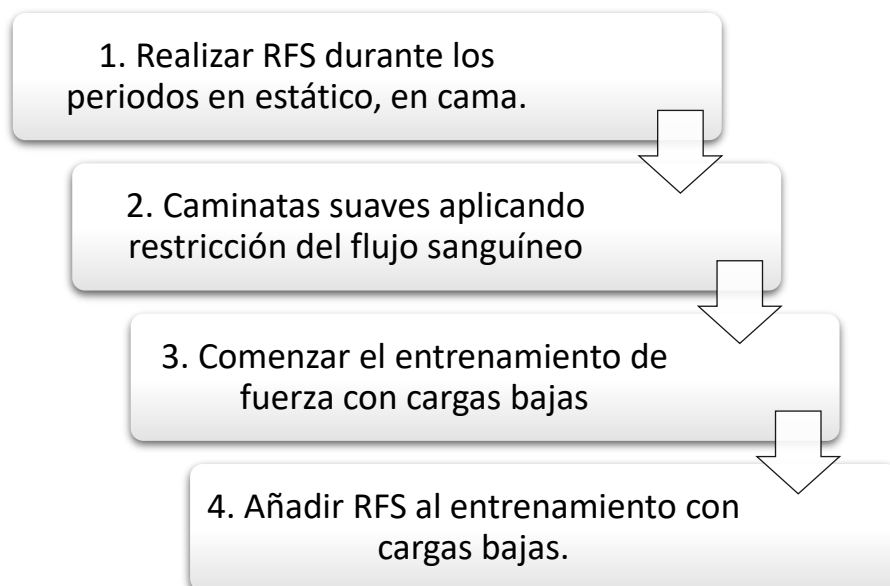 1. Realizar RFS durante los
periodos en estático, en cama.
2. Caminatas suaves aplicando
restricción del flujo sanguíneo
3. Comenzar el entrenamiento de
fuerza con cargas bajas
4. Añadir RFS al entrenamiento con
cargas bajas.